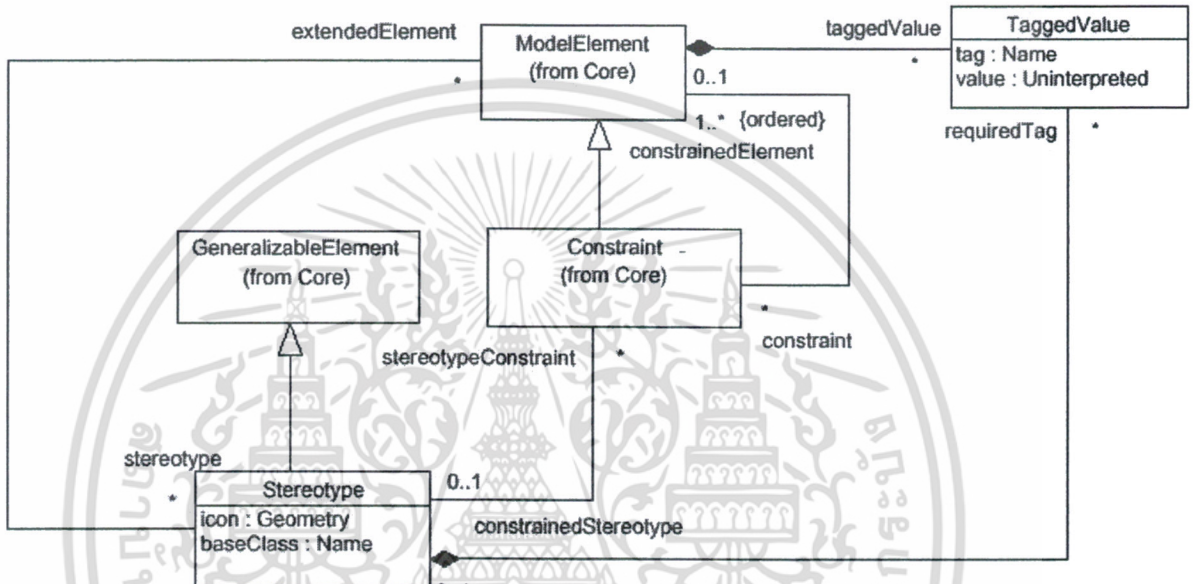 extendedElement
*
ModelElement
(from Core)
taggedValue
*
TaggedValue
tag : Name
value : Uninterpreted
0..1
1..* {ordered}
constrainedElement
requiredTag
*
GeneralizableElement
(from Core)
Constraint
(from Core)
*
constraint
stereotypeConstraint
*
stereotype
*
Stereotype
icon : Geometry
baseClass : Name
0..1
constrainedStereotype